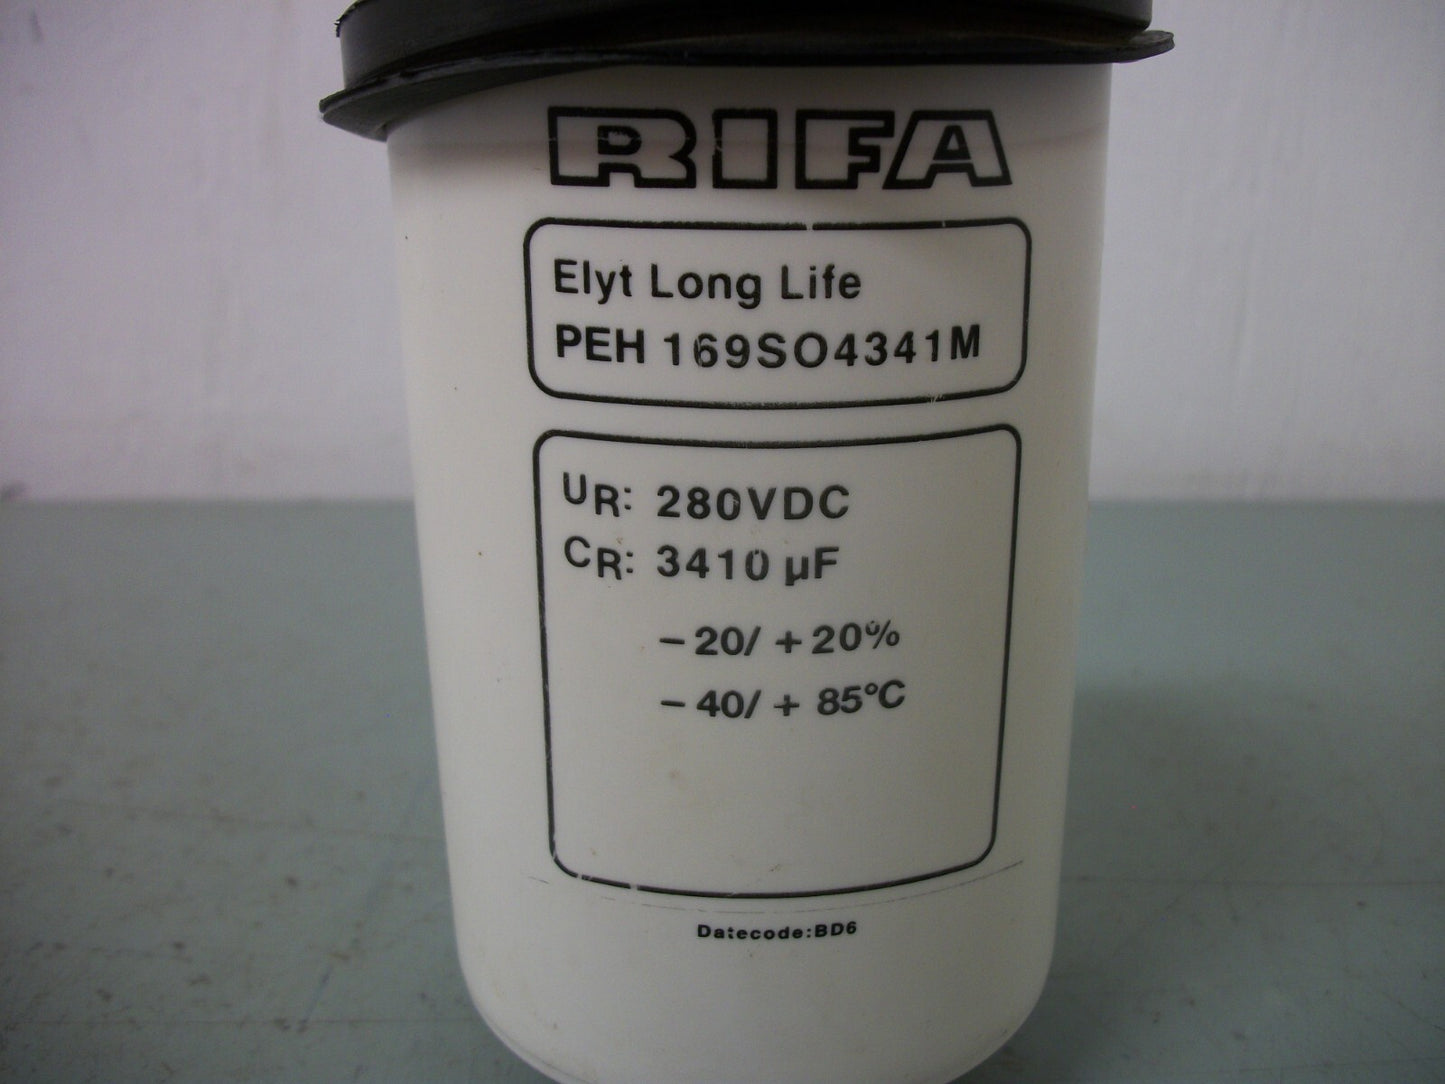 RIFA
Elyt Long Life
PEH 169SO4341M
UR: 280VDC
CR: 3410 µF
−20/ +20%
−40/ + 85°C
Datecode:BD6